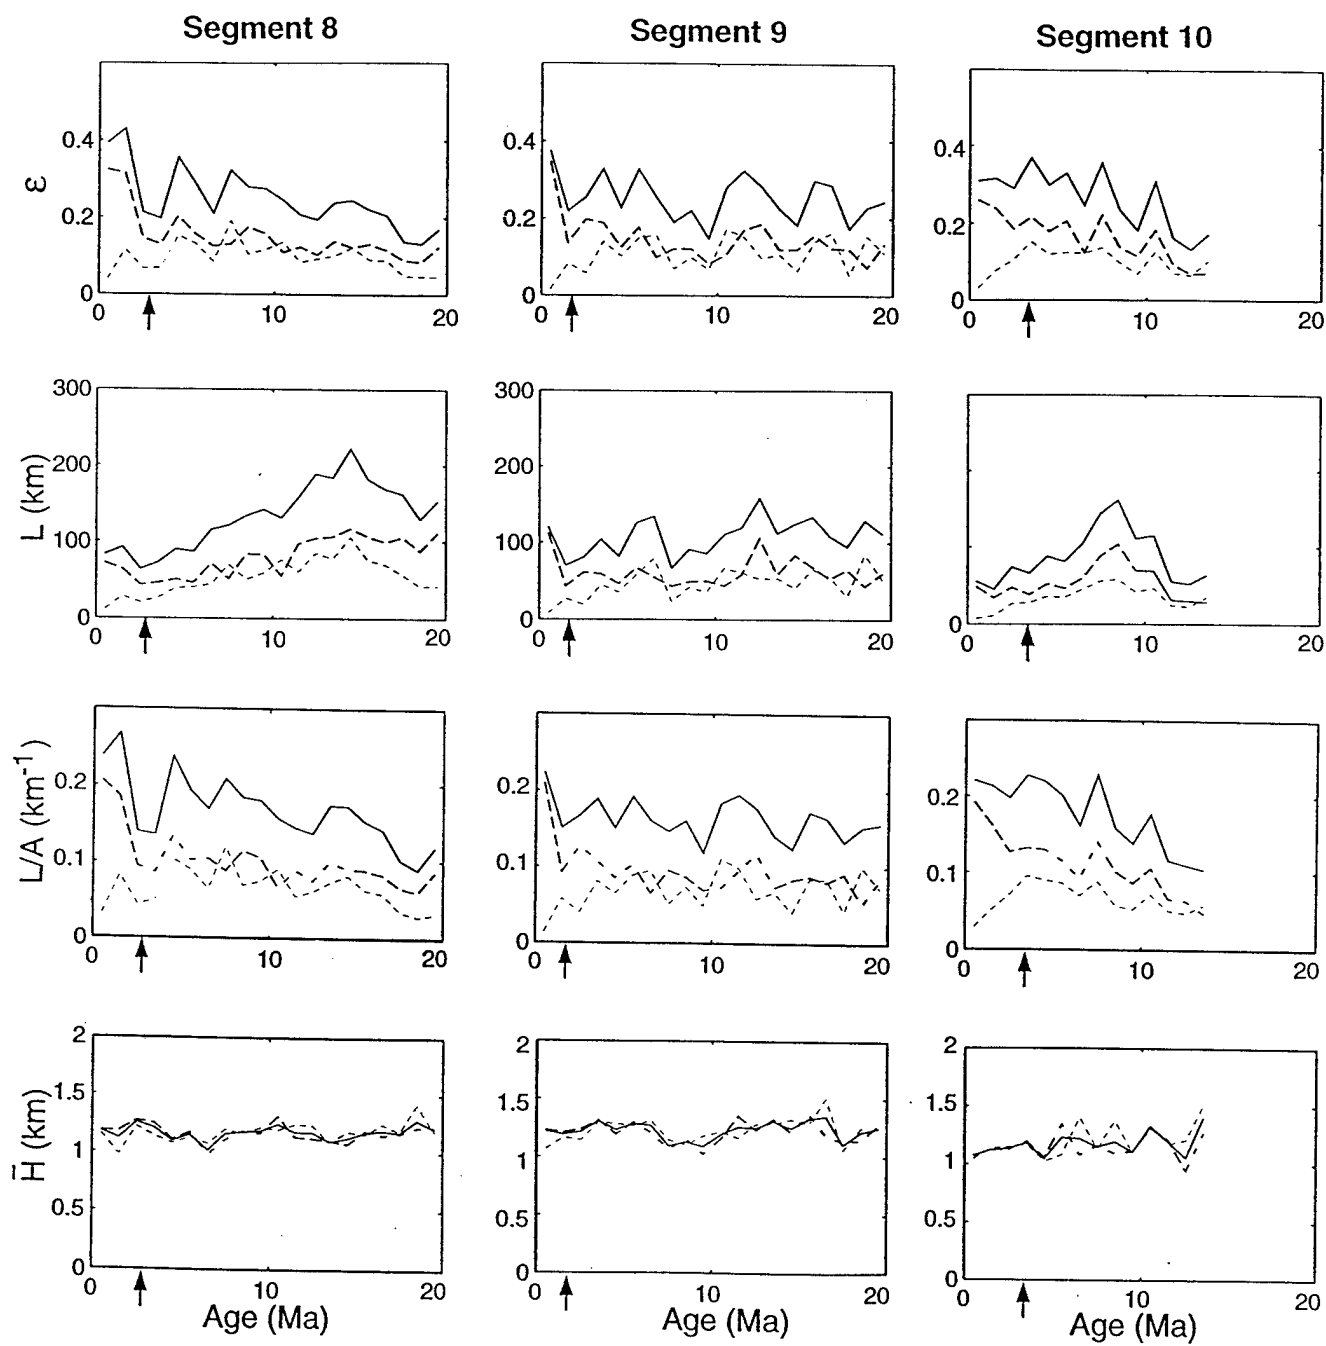 Segment 8 Segment 9 Segment 10
ε 0.4 0.2 0 0 10 20
0.4 0.2 0 0 10 20
0.4 0.2 0 0 10 20
L (km) 300 200 100 0 0 10 20
300 200 100 0 0 10 20
0 0 10 20
L/A (km⁻¹) 0.2 0.1 0 0 10 20
0.2 0.1 0 0 10 20
0.2 0.1 0 0 10 20
H̄ (km) 2 1.5 1 0.5 0 0 10 20
2 1.5 1 0.5 0 0 10 20
2 1.5 1 0.5 0 0 10 20
Age (Ma) Age (Ma) Age (Ma)